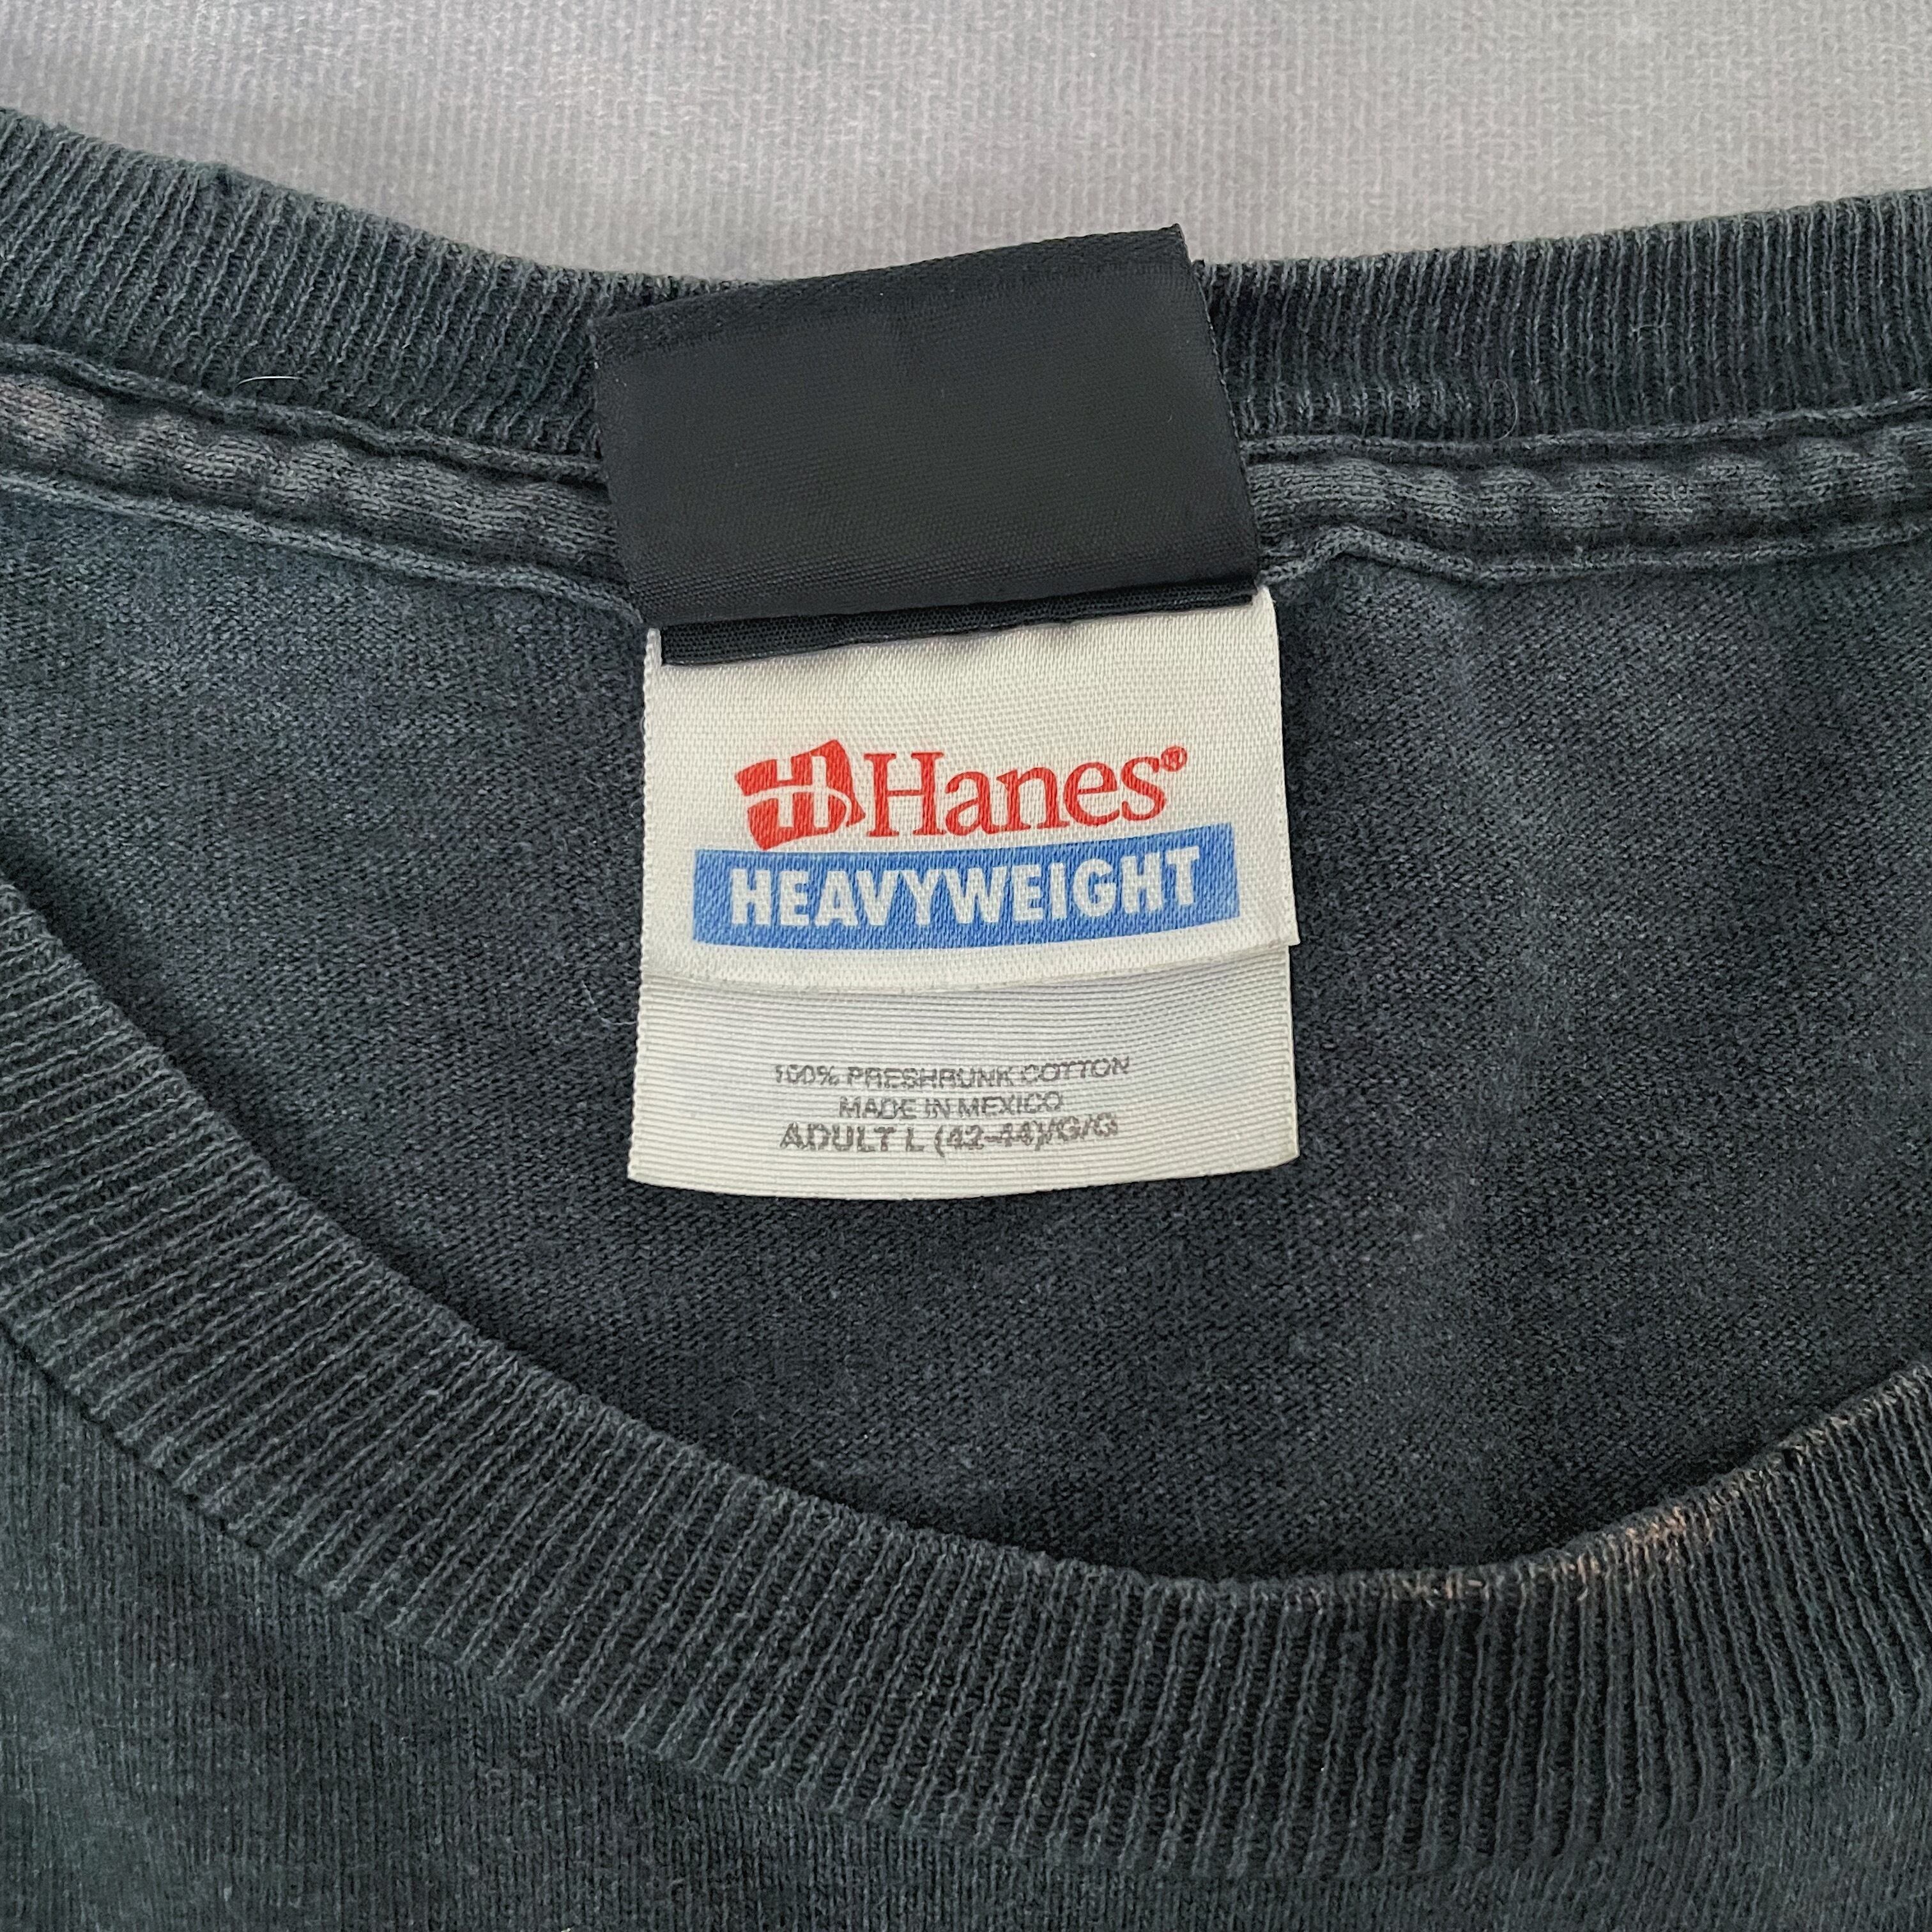 H Hanes®
HEAVYWEIGHT
100% PRESHRUNK COTTON
MADE IN MEXICO
ADULT L (42-44)/G/G